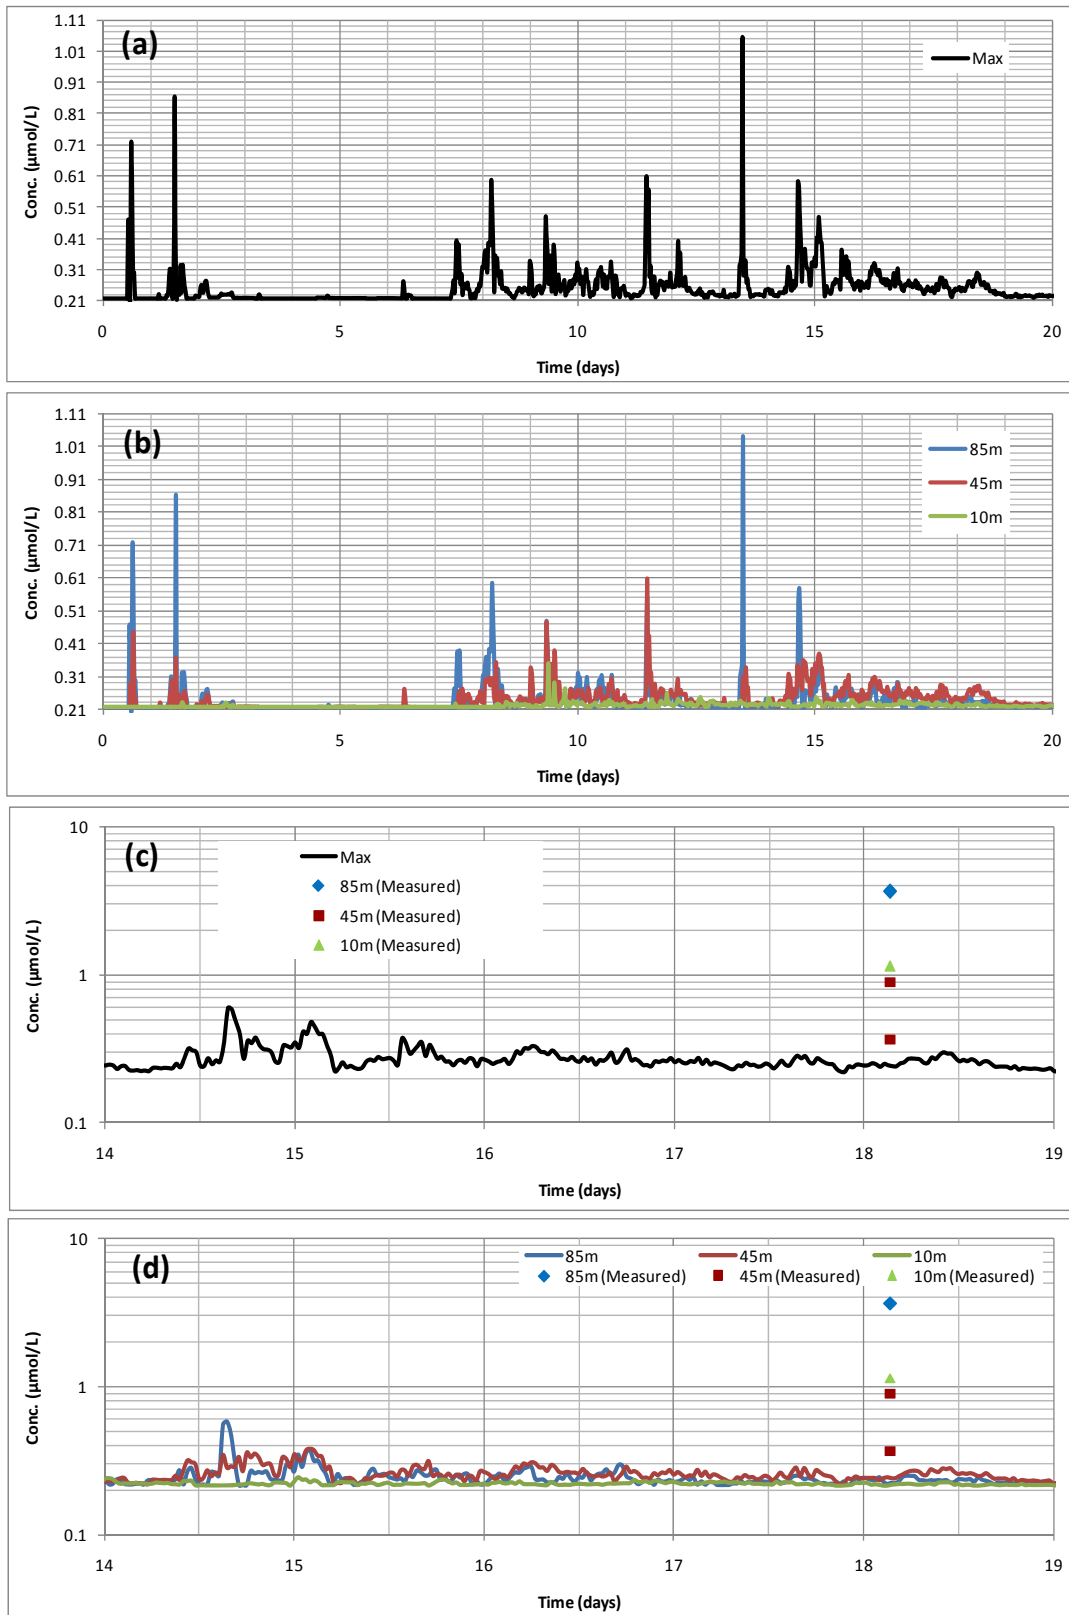 (a)
Max
Conc. (µmol/L)
1.11
1.01
0.91
0.81
0.71
0.61
0.51
0.41
0.31
0.21
0 5 10 15 20
Time (days)
(b)
85m
45m
10m
Conc. (µmol/L)
1.11
1.01
0.91
0.81
0.71
0.61
0.51
0.41
0.31
0.21
0 5 10 15 20
Time (days)
(c)
Max
85m (Measured)
45m (Measured)
10m (Measured)
Conc. (µmol/L)
10
1
0.1
14 15 16 17 18 19
Time (days)
(d)
85m 45m 10m
85m (Measured) 45m (Measured) 10m (Measured)
Conc. (µmol/L)
10
1
0.1
14 15 16 17 18 19
Time (days)